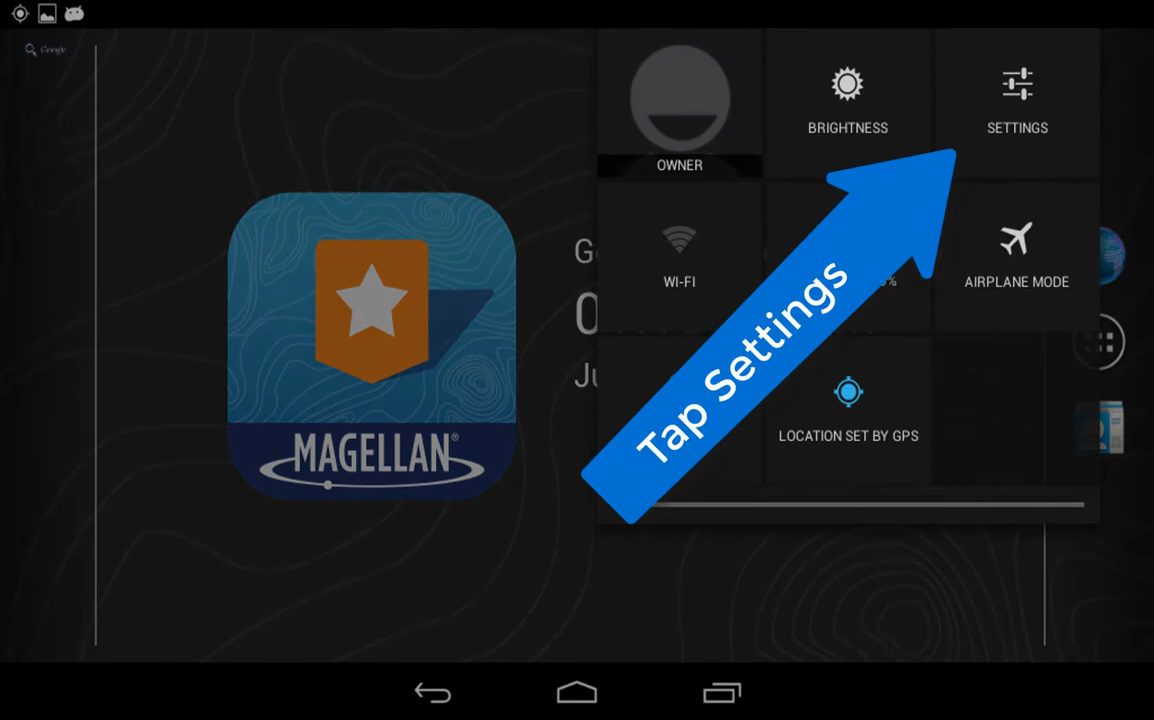 Google
OWNER
BRIGHTNESS
SETTINGS
WI-FI
AIRPLANE MODE
Tap Settings
LOCATION SET BY GPS
MAGELLAN®